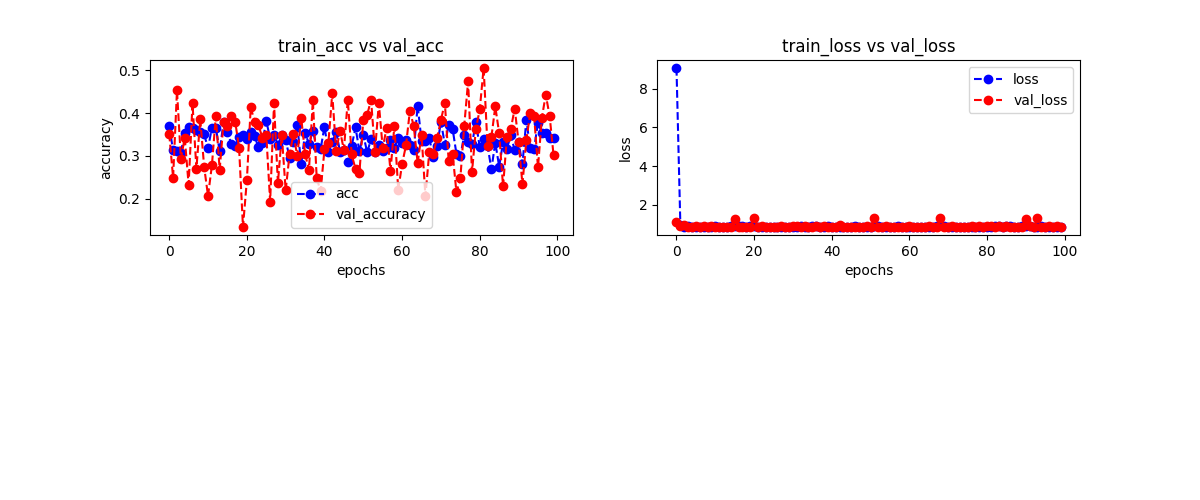 train_acc vs val_acc
accuracy
0.5
0.4
0.3
0.2
acc
val_accuracy
0 20 40 60 80 100
epochs
train_loss vs val_loss
loss
8
6
4
2
loss
val_loss
0 20 40 60 80 100
epochs